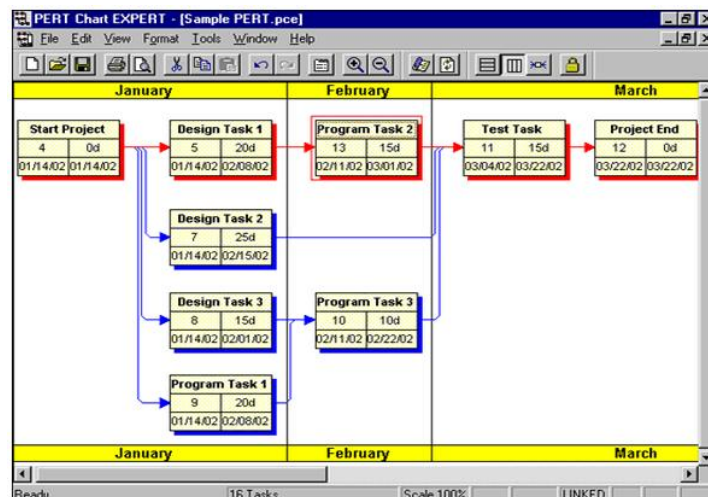 PERT Chart EXPERT - [Sample PERT.pce]
File Edit View Format Tools Window Help
January February March
Start Project
4 0d
01/14/02 01/14/02
Design Task 1
5 20d
01/14/02 02/08/02
Program Task 2
13 15d
02/11/02 03/01/02
Test Task
11 15d
03/04/02 03/22/02
Project End
12 0d
03/22/02 03/22/02
Design Task 2
7 25d
01/14/02 02/15/02
Design Task 3
8 15d
01/14/02 02/01/02
Program Task 3
10 10d
02/11/02 02/22/02
Program Task 1
9 20d
01/14/02 02/08/02
January February March
Ready 16 Tasks Scale 100% LINKED